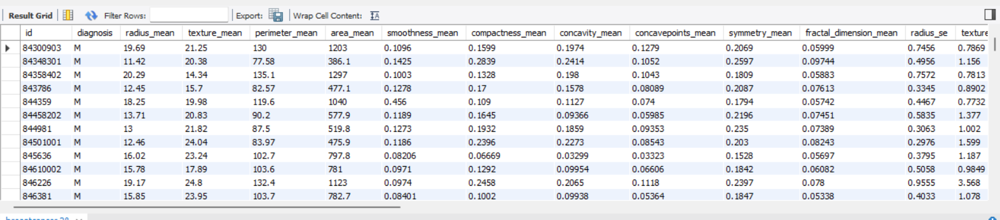 Result Grid Filter Rows: Export: Wrap Cell Content: IA
id diagnosis radius_mean texture_mean perimeter_mean area_mean smoothness_mean compactness_mean concavity_mean concavepoints_mean symmetry_mean fractal_dimension_mean radius_se texture
84300903 M 19.69 21.25 130 1203 0.1096 0.1599 0.1974 0.1279 0.2069 0.05999 0.7456 0.7869
84348301 M 11.42 20.38 77.58 386.1 0.1425 0.2839 0.2414 0.1052 0.2597 0.09744 0.4956 1.156
84358402 M 20.29 14.34 135.1 1297 0.1003 0.1328 0.198 0.1043 0.1809 0.05883 0.7572 0.7813
843786 M 12.45 15.7 82.57 477.1 0.1278 0.17 0.1578 0.08089 0.2087 0.07613 0.3345 0.8902
844359 M 18.25 19.98 119.6 1040 0.456 0.109 0.1127 0.074 0.1794 0.05742 0.4467 0.7732
84458202 M 13.71 20.83 90.2 577.9 0.1189 0.1645 0.09366 0.05985 0.2196 0.07451 0.5835 1.377
844981 M 13 21.82 87.5 519.8 0.1273 0.1932 0.1859 0.09353 0.235 0.07389 0.3063 1.002
84501001 M 12.46 24.04 83.97 475.9 0.1186 0.2396 0.2273 0.08543 0.203 0.08243 0.2976 1.599
845636 M 16.02 23.24 102.7 797.8 0.08206 0.06669 0.03299 0.03323 0.1528 0.05697 0.3795 1.187
84610002 M 15.78 17.89 103.6 781 0.0971 0.1292 0.09954 0.06606 0.1842 0.06082 0.5058 0.9849
846226 M 19.17 24.8 132.4 1123 0.0974 0.2458 0.2065 0.1118 0.2397 0.078 0.9555 3.568
846381 M 15.85 23.95 103.7 782.7 0.08401 0.1002 0.09938 0.05364 0.1847 0.05338 0.4033 1.078